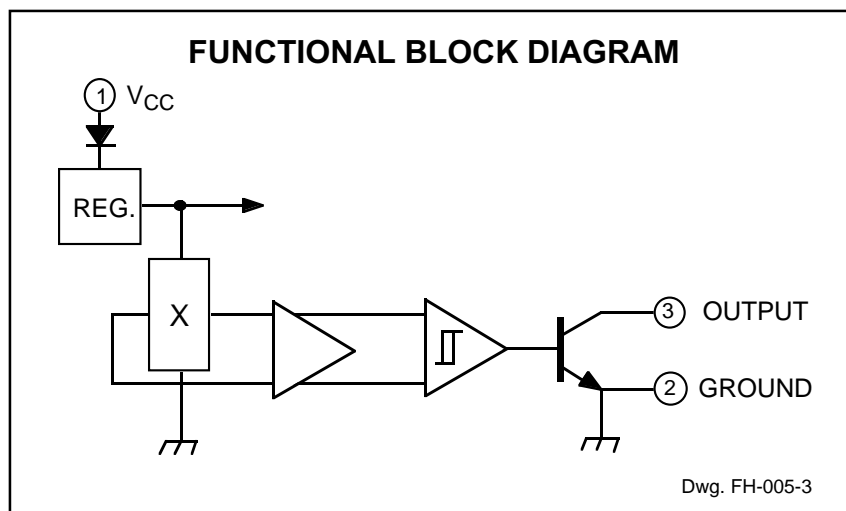 FUNCTIONAL BLOCK DIAGRAM
1 VCC
REG.
X
3 OUTPUT
2 GROUND
Dwg. FH-005-3